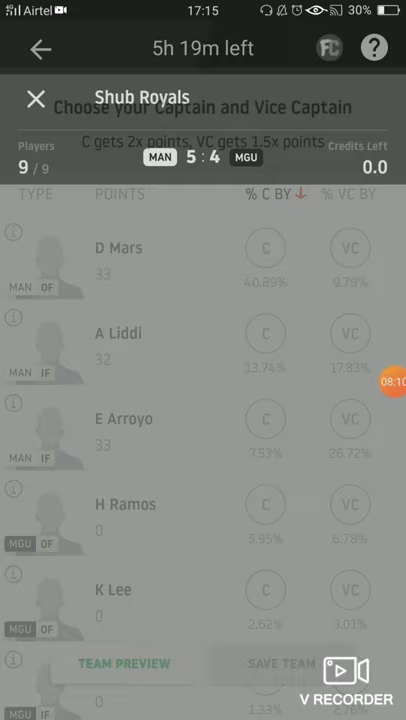 4G Airtel 17:15 30%
5h 19m left FC ?
Choose your Captain and Vice Captain
Shub Royals
C gets 2x points, VC gets 1.5x points
Players Credits Left
9 / 9 MAN 5 : 4 MGU 0.0
TYPE POINTS % C BY % VC BY
D Mars C VC
33 40.89% 9.79%
MAN OF
A Liddi C VC
32 13.74% 17.83%
MAN IF
08:10
E Arroyo C VC
33 7.53% 26.72%
MAN IF
H Ramos C VC
0 5.95% 6.78%
MGU OF
K Lee C VC
0 2.62% 3.01%
MGU OF
TEAM PREVIEW SAVE TEAM
0 1.33%
V RECORDER